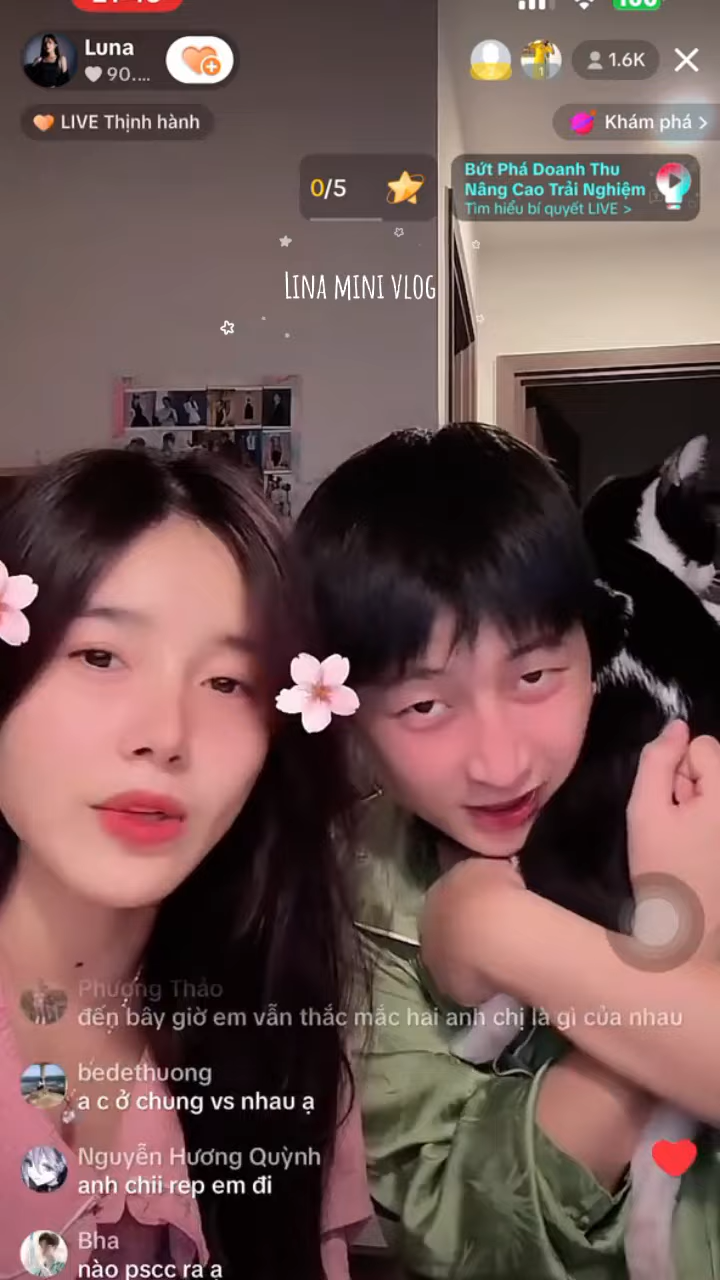 Luna
90....
1.6K
LIVE Thịnh hành
Khám phá >
0/5
Bứt Phá Doanh Thu
Nâng Cao Trải Nghiệm
Tìm hiểu bí quyết LIVE >
LINA MINI VLOG
Phương Thảo
đến bây giờ em vẫn thắc mắc hai anh chị là gì của nhau
bedethuong
a c ở chung vs nhau ạ
Nguyễn Hương Quỳnh
anh chii rep em đi
Bha
nào pscc ra ạ